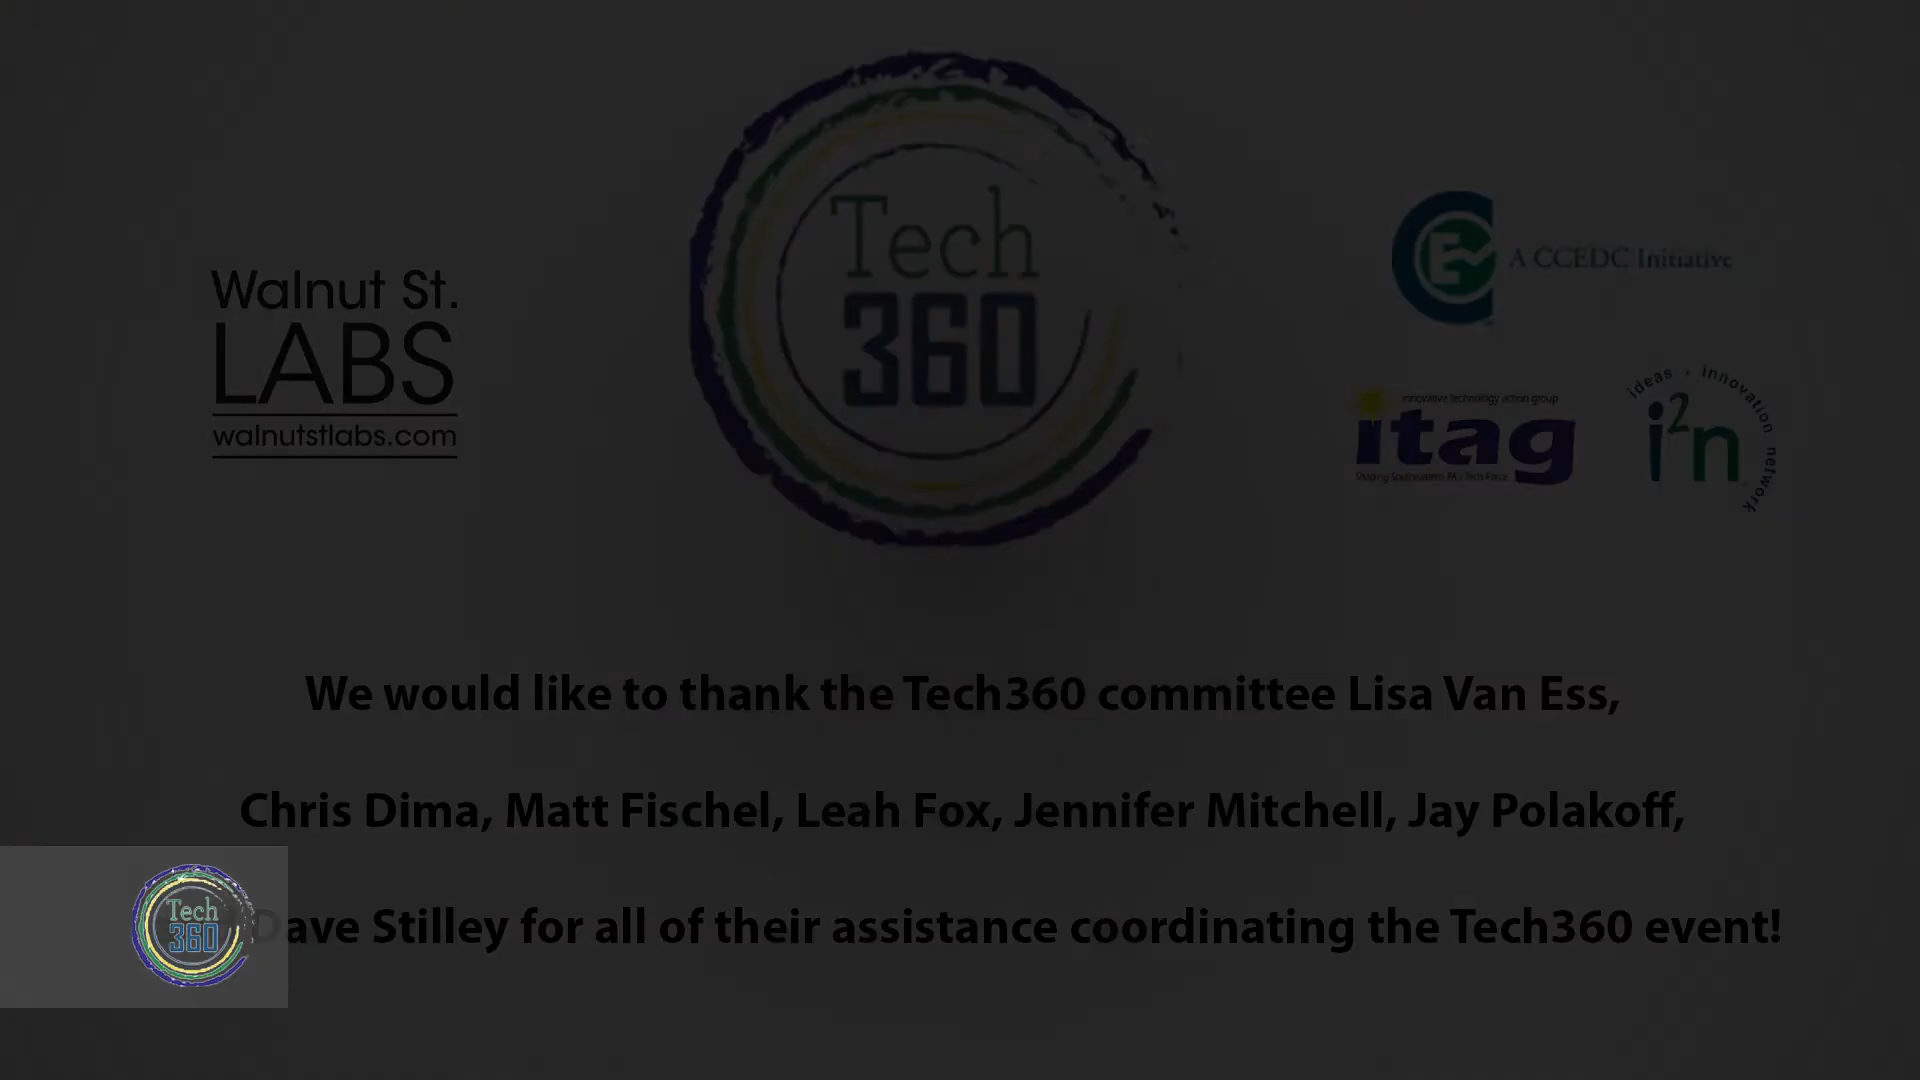 Tech
360
Walnut St.
LABS
walnutstlabs.com
A CCEDC Initiative
innovative technology action group
itag
ideas • innovation network
i2n
We would like to thank the Tech360 committee Lisa Van Ess,
Chris Dima, Matt Fischel, Leah Fox, Jennifer Mitchell, Jay Polakoff,
Dave Stilley for all of their assistance coordinating the Tech360 event!
Tech
360